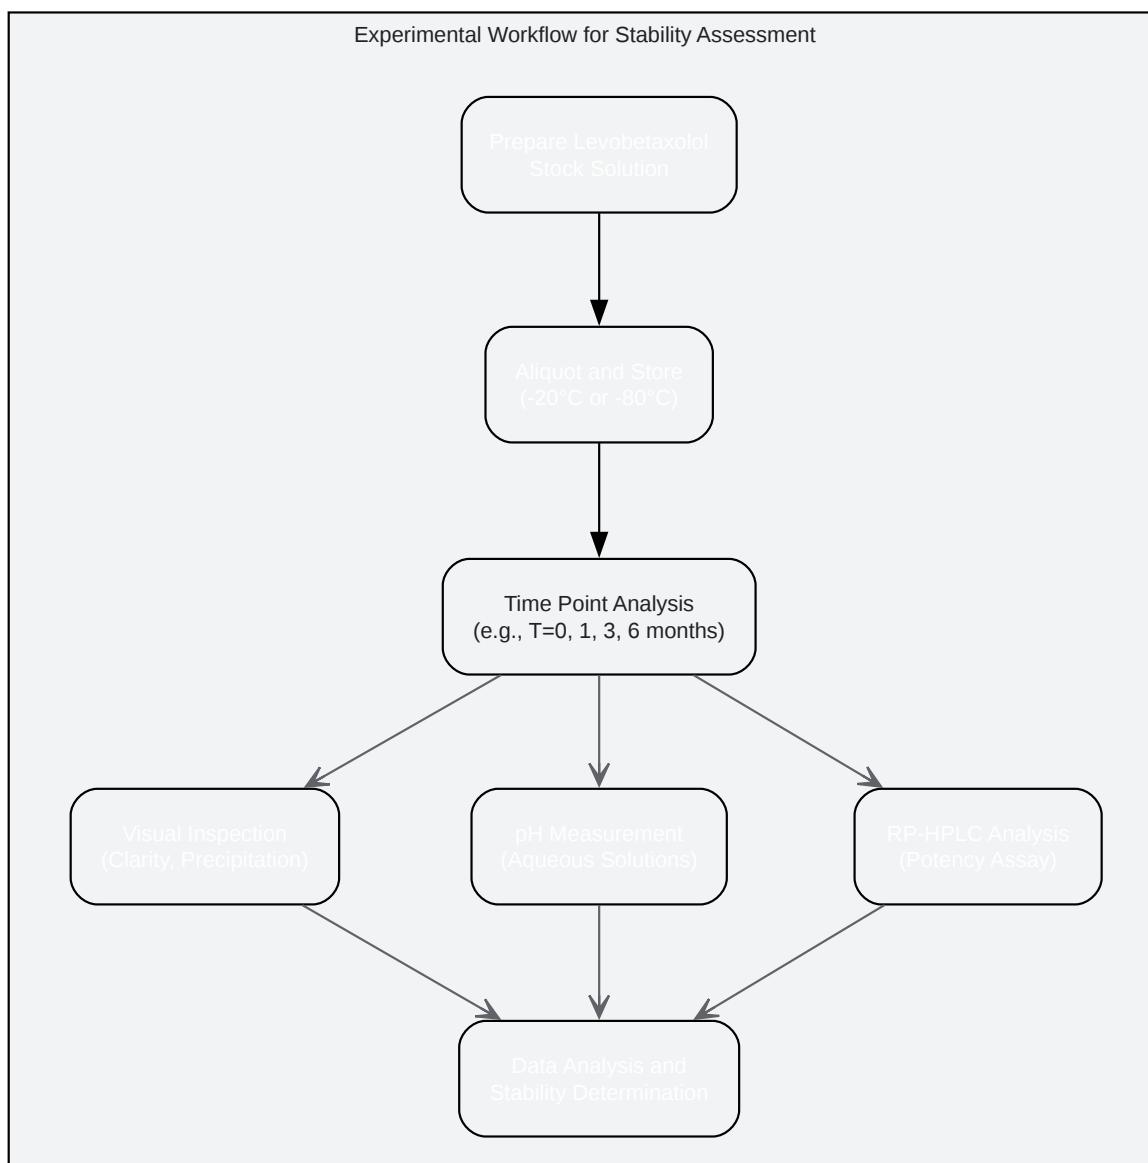 Experimental Workflow for Stability Assessment
Prepare Levobetaxolol
Stock Solution
Aliquot and Store
(-20°C or -80°C)
Time Point Analysis
(e.g., T=0, 1, 3, 6 months)
Visual Inspection
(Clarity, Precipitation)
pH Measurement
(Aqueous Solutions)
RP-HPLC Analysis
(Potency Assay)
Data Analysis and
Stability Determination